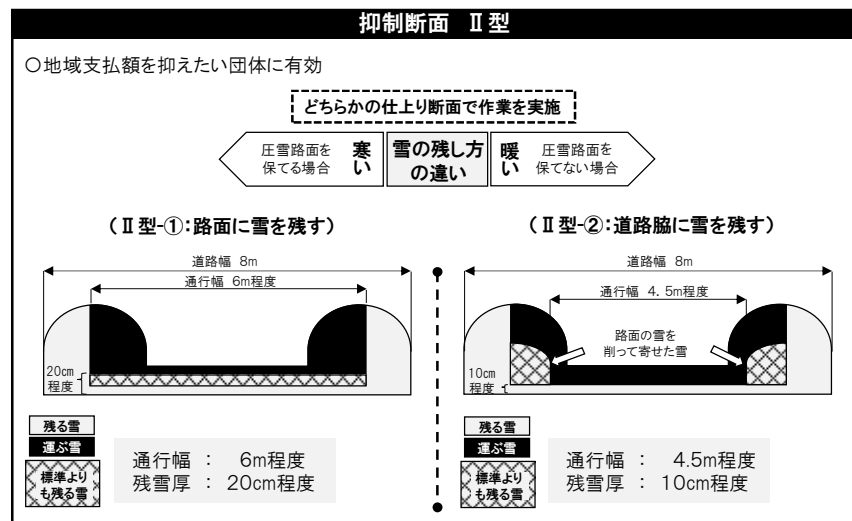 抑制断面 Ⅱ型
○地域支払額を抑えたい団体に有効
どちらかの仕上り断面で作業を実施
圧雪路面を
保てる場合
寒い
雪の残し方
の違い
暖い
圧雪路面を
保てない場合
(Ⅱ型-①:路面に雪を残す)
道路幅 8m
通行幅 6m程度
20cm
程度
残る雪
運ぶ雪
標準より
も残る雪
通行幅 : 6m程度
残雪厚 : 20cm程度
(Ⅱ型-②:道路脇に雪を残す)
道路幅 8m
通行幅 4.5m程度
路面の雪を
削って寄せた雪
10cm
程度
残る雪
運ぶ雪
標準より
も残る雪
通行幅 : 4.5m程度
残雪厚 : 10cm程度